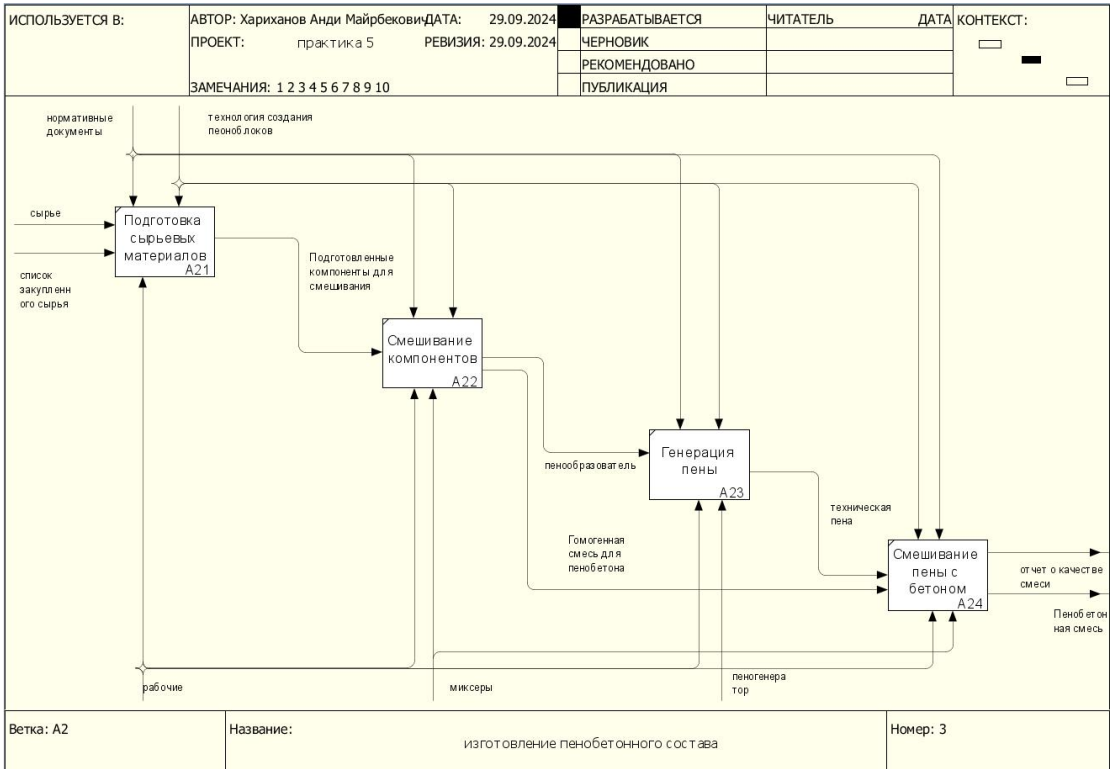 ИСПОЛЬЗУЕТСЯ В:
АВТОР: Хариханов Анди Майрбекович
ДАТА: 29.09.2024
ПРОЕКТ: практика 5
РЕВИЗИЯ: 29.09.2024
ЗАМЕЧАНИЯ: 1 2 3 4 5 6 7 8 9 10
РАЗРАБАТЫВАЕТСЯ
ЧЕРНОВИК
РЕКОМЕНДОВАНО
ПУБЛИКАЦИЯ
ЧИТАТЕЛЬ
ДАТА
КОНТЕКСТ:
нормативные
документы
технология создания
пеоноблоков
сырье
список
закупленн
ого сырья
Подготовка
сырьевых
материалов
A21
Подготовленные
компоненты для
смешивания
Смешивание
компонентов
A22
пенообразователь
Генерация
пены
A23
Гомогенная
смесь для
пенобетона
техническая
пена
Смешивание
пены с
бетоном
A24
отчет о качестве
смеси
Пенобетон
ная смесь
рабочие
миксеры
пеногенера
тор
Ветка: A2
Название:
изготовление пенобетонного состава
Номер: 3